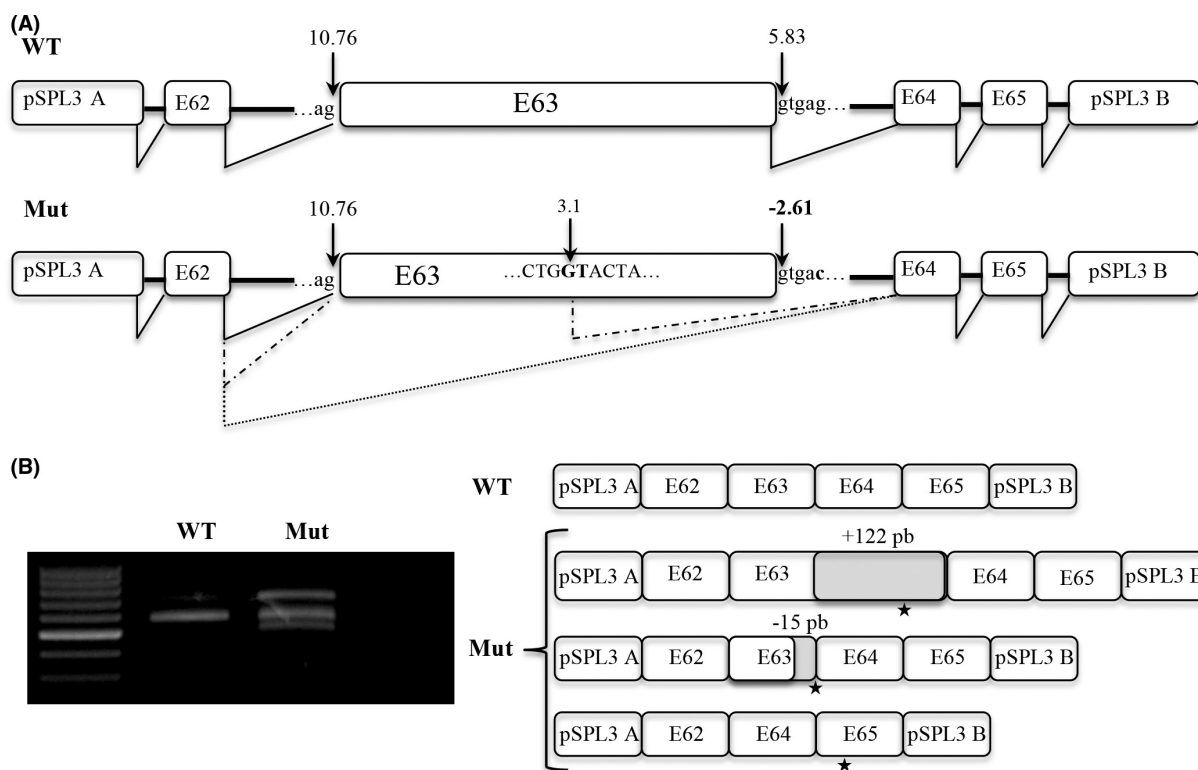 (A)
WT
10.76
5.83
pSPL3 A
E62
...ag
E63
gtgag...
E64
E65
pSPL3 B
Mut
10.76
3.1
-2.61
pSPL3 A
E62
...ag
E63
...CTGGTACTA...
gtgac...
E64
E65
pSPL3 B
(B)
WT
Mut
WT
pSPL3 A E62 E63 E64 E65 pSPL3 B
Mut
+122 pb
pSPL3 A E62 E63 E64 E65 pSPL3 B
-15 pb
pSPL3 A E62 E63 E64 E65 pSPL3 B
pSPL3 A E62 E64 E65 pSPL3 B